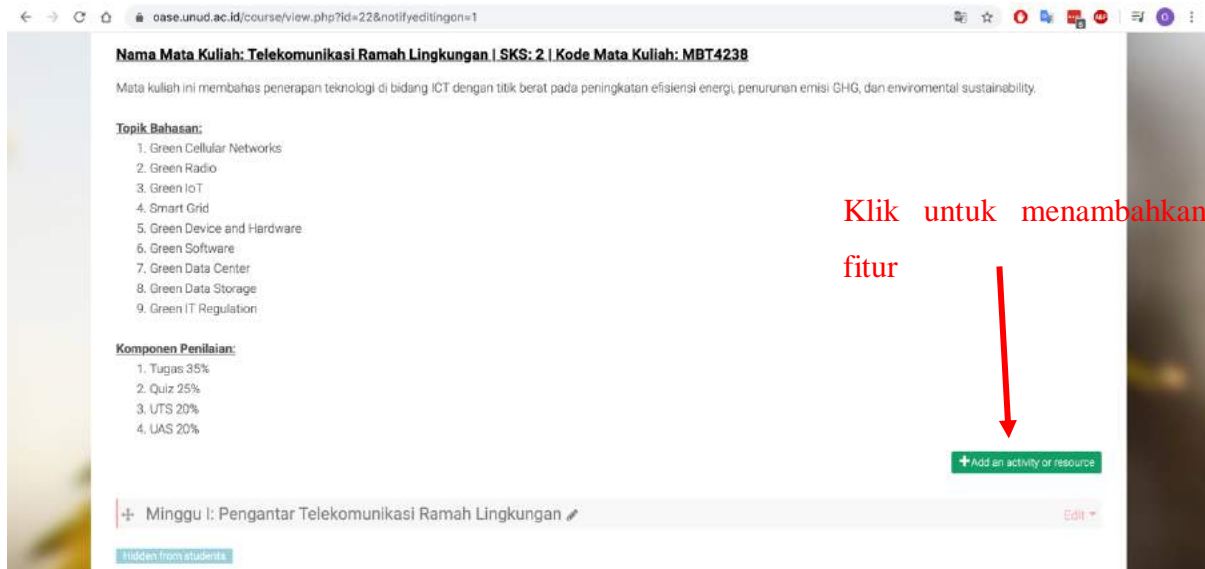 oase.unud.ac.id/course/view.php?id=22&notifyeditingon=1
Nama Mata Kuliah: Telekomunikasi Ramah Lingkungan | SKS: 2 | Kode Mata Kuliah: MBT4238
Mata kuliah ini membahas penerapan teknologi di bidang ICT dengan titik berat pada peningkatan efisiensi energi, penurunan emisi GHG, dan enviromental sustainability.
Topik Bahasan:
1. Green Cellular Networks
2. Green Radio
3. Green IoT
4. Smart Grid
5. Green Device and Hardware
6. Green Software
7. Green Data Center
8. Green Data Storage
9. Green IT Regulation
Klik untuk menambahkan
fitur
Komponen Penilaian:
1. Tugas 35%
2. Quiz 25%
3. UTS 20%
4. UAS 20%
+Add an activity or resource
Minggu I: Pengantar Telekomunikasi Ramah Lingkungan
Edit
Hidden from students